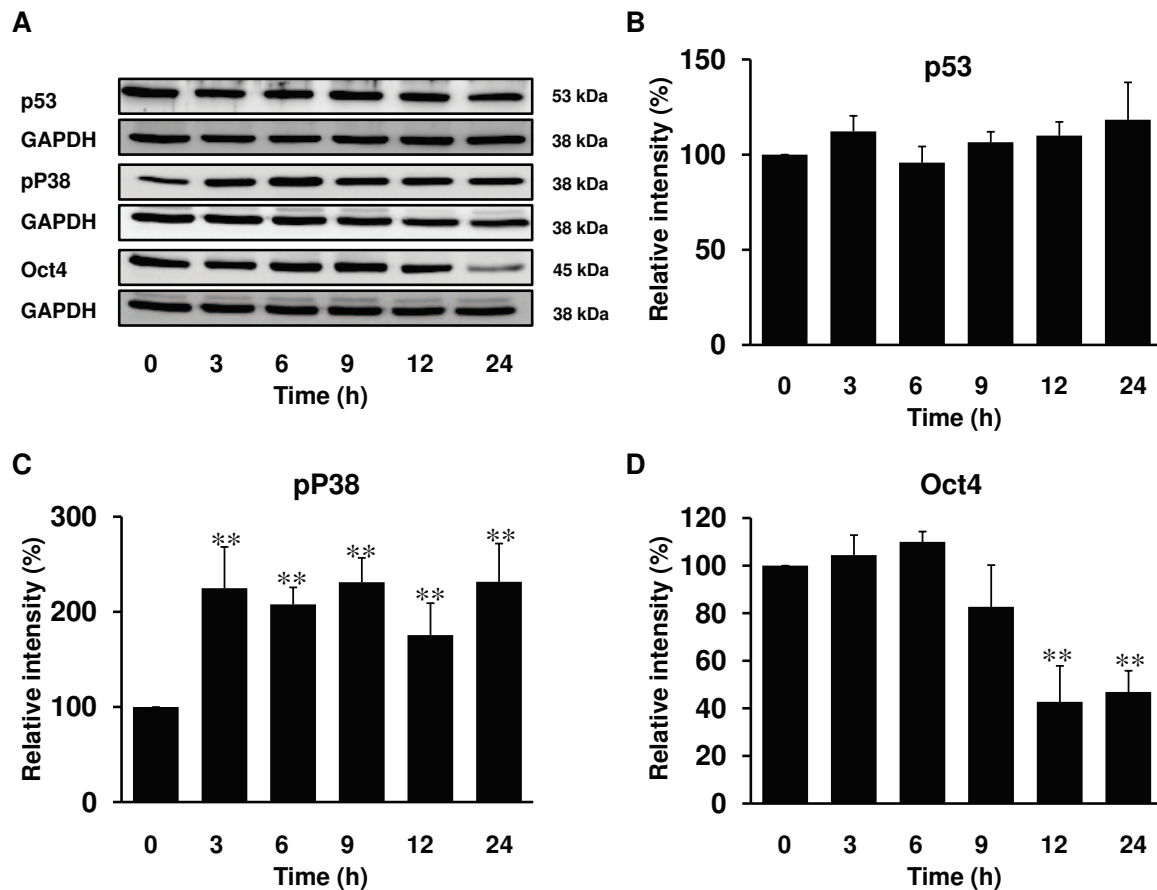 A
p53 53 kDa
GAPDH 38 kDa
pP38 38 kDa
GAPDH 38 kDa
Oct4 45 kDa
GAPDH 38 kDa
0 3 6 9 12 24
Time (h)
B
p53
Relative intensity (%)
150
100
50
0
0 3 6 9 12 24
Time (h)
C
pP38
Relative intensity (%)
300
200
100
0
** ** ** ** **
0 3 6 9 12 24
Time (h)
D
Oct4
Relative intensity (%)
120
100
80
60
40
20
0
** **
0 3 6 9 12 24
Time (h)